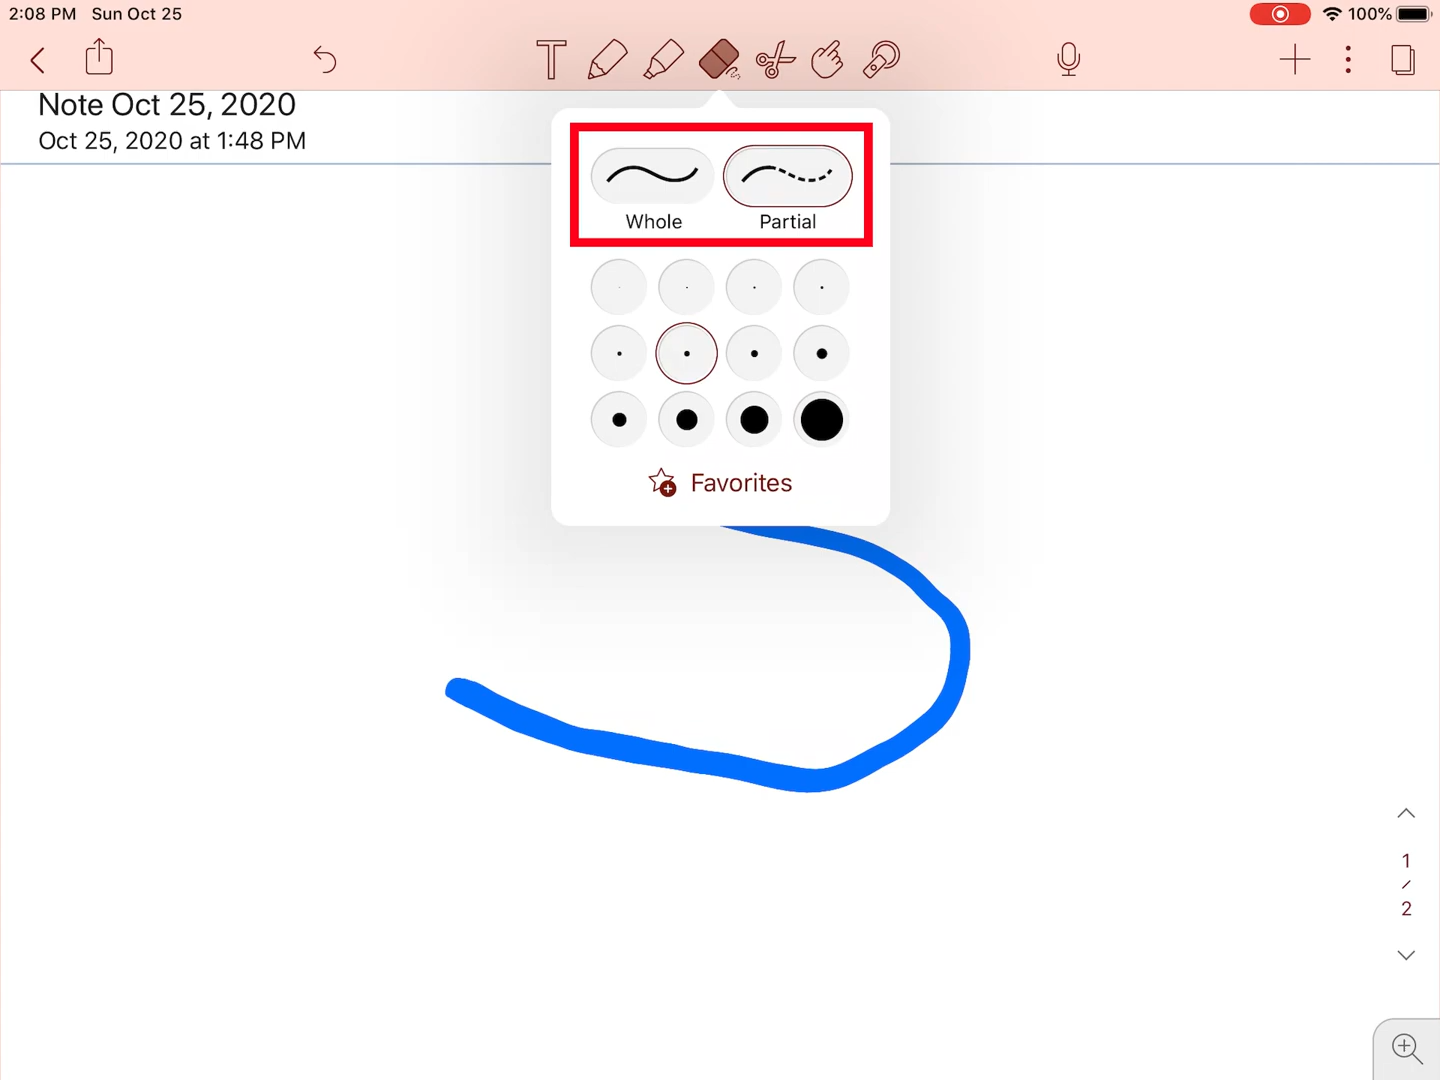 2:08 PM Sun Oct 25 100%
T
Note Oct 25, 2020
Oct 25, 2020 at 1:48 PM
Whole Partial
Favorites
1
/
2